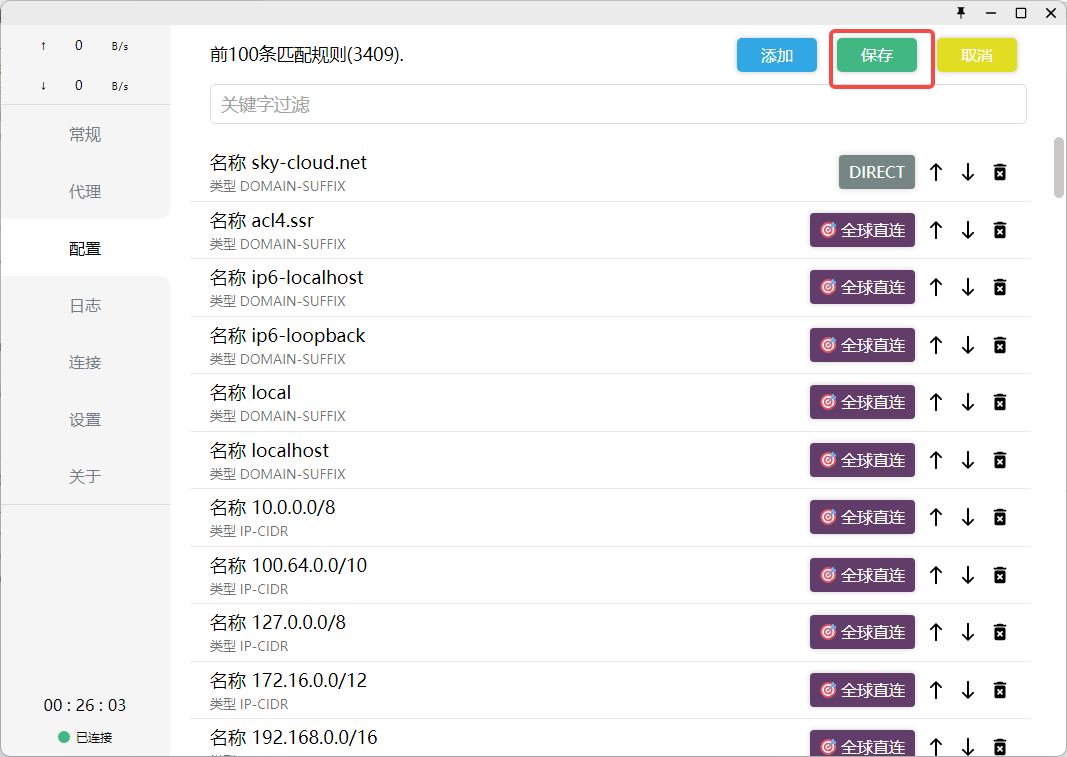 ↑ 0 B/s
↓ 0 B/s
常规
代理
配置
日志
连接
设置
关于
00 : 26 : 03
已连接
前100条匹配规则(3409).
添加
保存
取消
关键字过滤
名称 sky-cloud.net
类型 DOMAIN-SUFFIX
DIRECT
名称 acl4.ssr
类型 DOMAIN-SUFFIX
全球直连
名称 ip6-localhost
类型 DOMAIN-SUFFIX
全球直连
名称 ip6-loopback
类型 DOMAIN-SUFFIX
全球直连
名称 local
类型 DOMAIN-SUFFIX
全球直连
名称 localhost
类型 DOMAIN-SUFFIX
全球直连
名称 10.0.0.0/8
类型 IP-CIDR
全球直连
名称 100.64.0.0/10
类型 IP-CIDR
全球直连
名称 127.0.0.0/8
类型 IP-CIDR
全球直连
名称 172.16.0.0/12
类型 IP-CIDR
全球直连
名称 192.168.0.0/16
全球直连